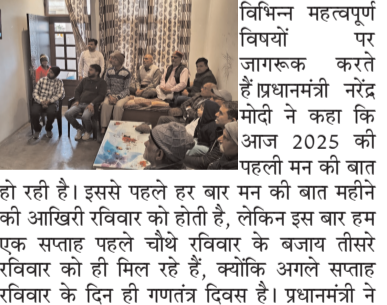 विभिन्न महत्वपूर्ण
विषयों पर
जागरूक करते
हैं।प्रधानमंत्री नरेंद्र
मोदी ने कहा कि
आज 2025 की
पहली मन की बात
हो रही है। इससे पहले हर बार मन की बात महीने
की आखिरी रविवार को होती है, लेकिन इस बार हम
एक सप्ताह पहले चौथे रविवार के बजाय तीसरे
रविवार को ही मिल रहे हैं, क्योंकि अगले सप्ताह
रविवार के दिन ही गणतंत्र दिवस है। प्रधानमंत्री ने